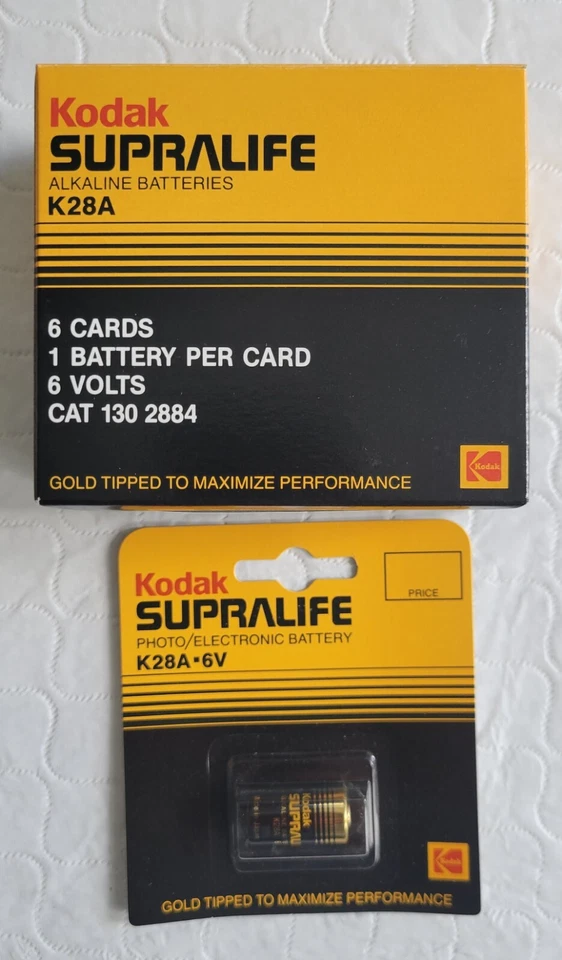 Kodak
SUPRALIFE
ALKALINE BATTERIES
K28A
6 CARDS
1 BATTERY PER CARD
6 VOLTS
CAT 130 2884
Kodak
GOLD TIPPED TO MAXIMIZE PERFORMANCE
Kodak
SUPRALIFE
PHOTO/ELECTRONIC BATTERY
K28A▪6V
PRICE
Kodak
SUPRALI
Kodak
GOLD TIPPED TO MAXIMIZE PERFORMANCE